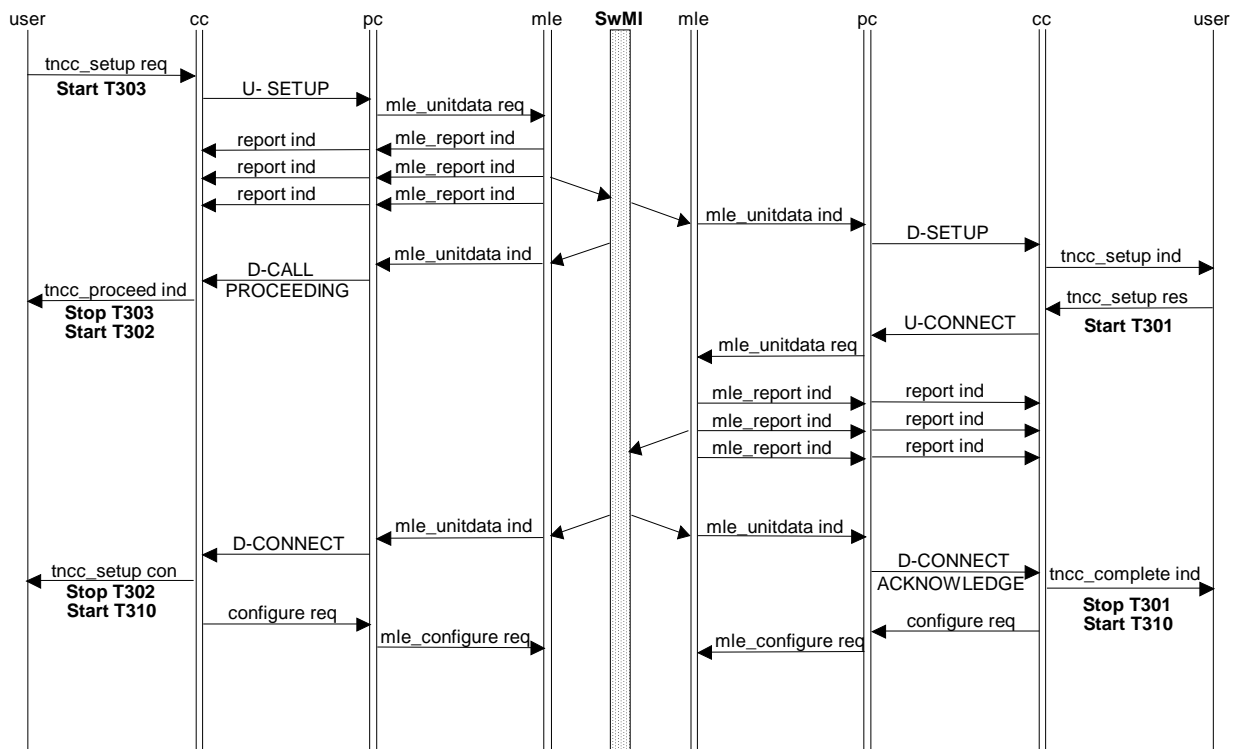 user cc pc mle SwMI mle pc cc user
tncc_setup req
Start T303
U- SETUP
mle_unitdata req
report ind mle_report ind
report ind mle_report ind
report ind mle_report ind
mle_unitdata ind
D-SETUP
tncc_setup ind
mle_unitdata ind
D-CALL
PROCEEDING
tncc_proceed ind
Stop T303
Start T302
tncc_setup res
Start T301
U-CONNECT
mle_unitdata req
mle_report ind report ind
mle_report ind report ind
mle_report ind report ind
mle_unitdata ind mle_unitdata ind
D-CONNECT
D-CONNECT
ACKNOWLEDGE
tncc_setup con
Stop T302
Start T310
tncc_complete ind
Stop T301
Start T310
configure req configure req
mle_configure req mle_configure req